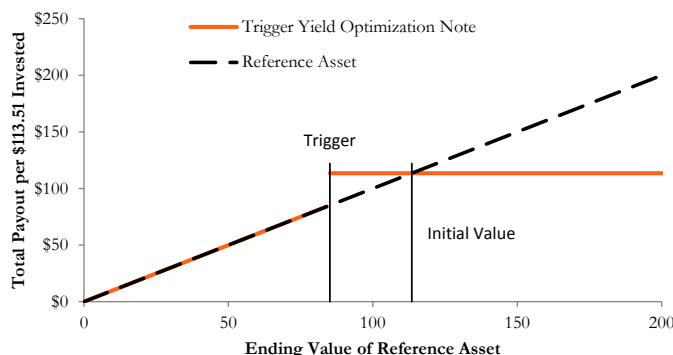 $250
$200
$150
$100
$50
$0
Total Payout per $113.51 Invested
Trigger Yield Optimization Note
Reference Asset
Trigger
Initial Value
0
50
100
150
200
Ending Value of Reference Asset